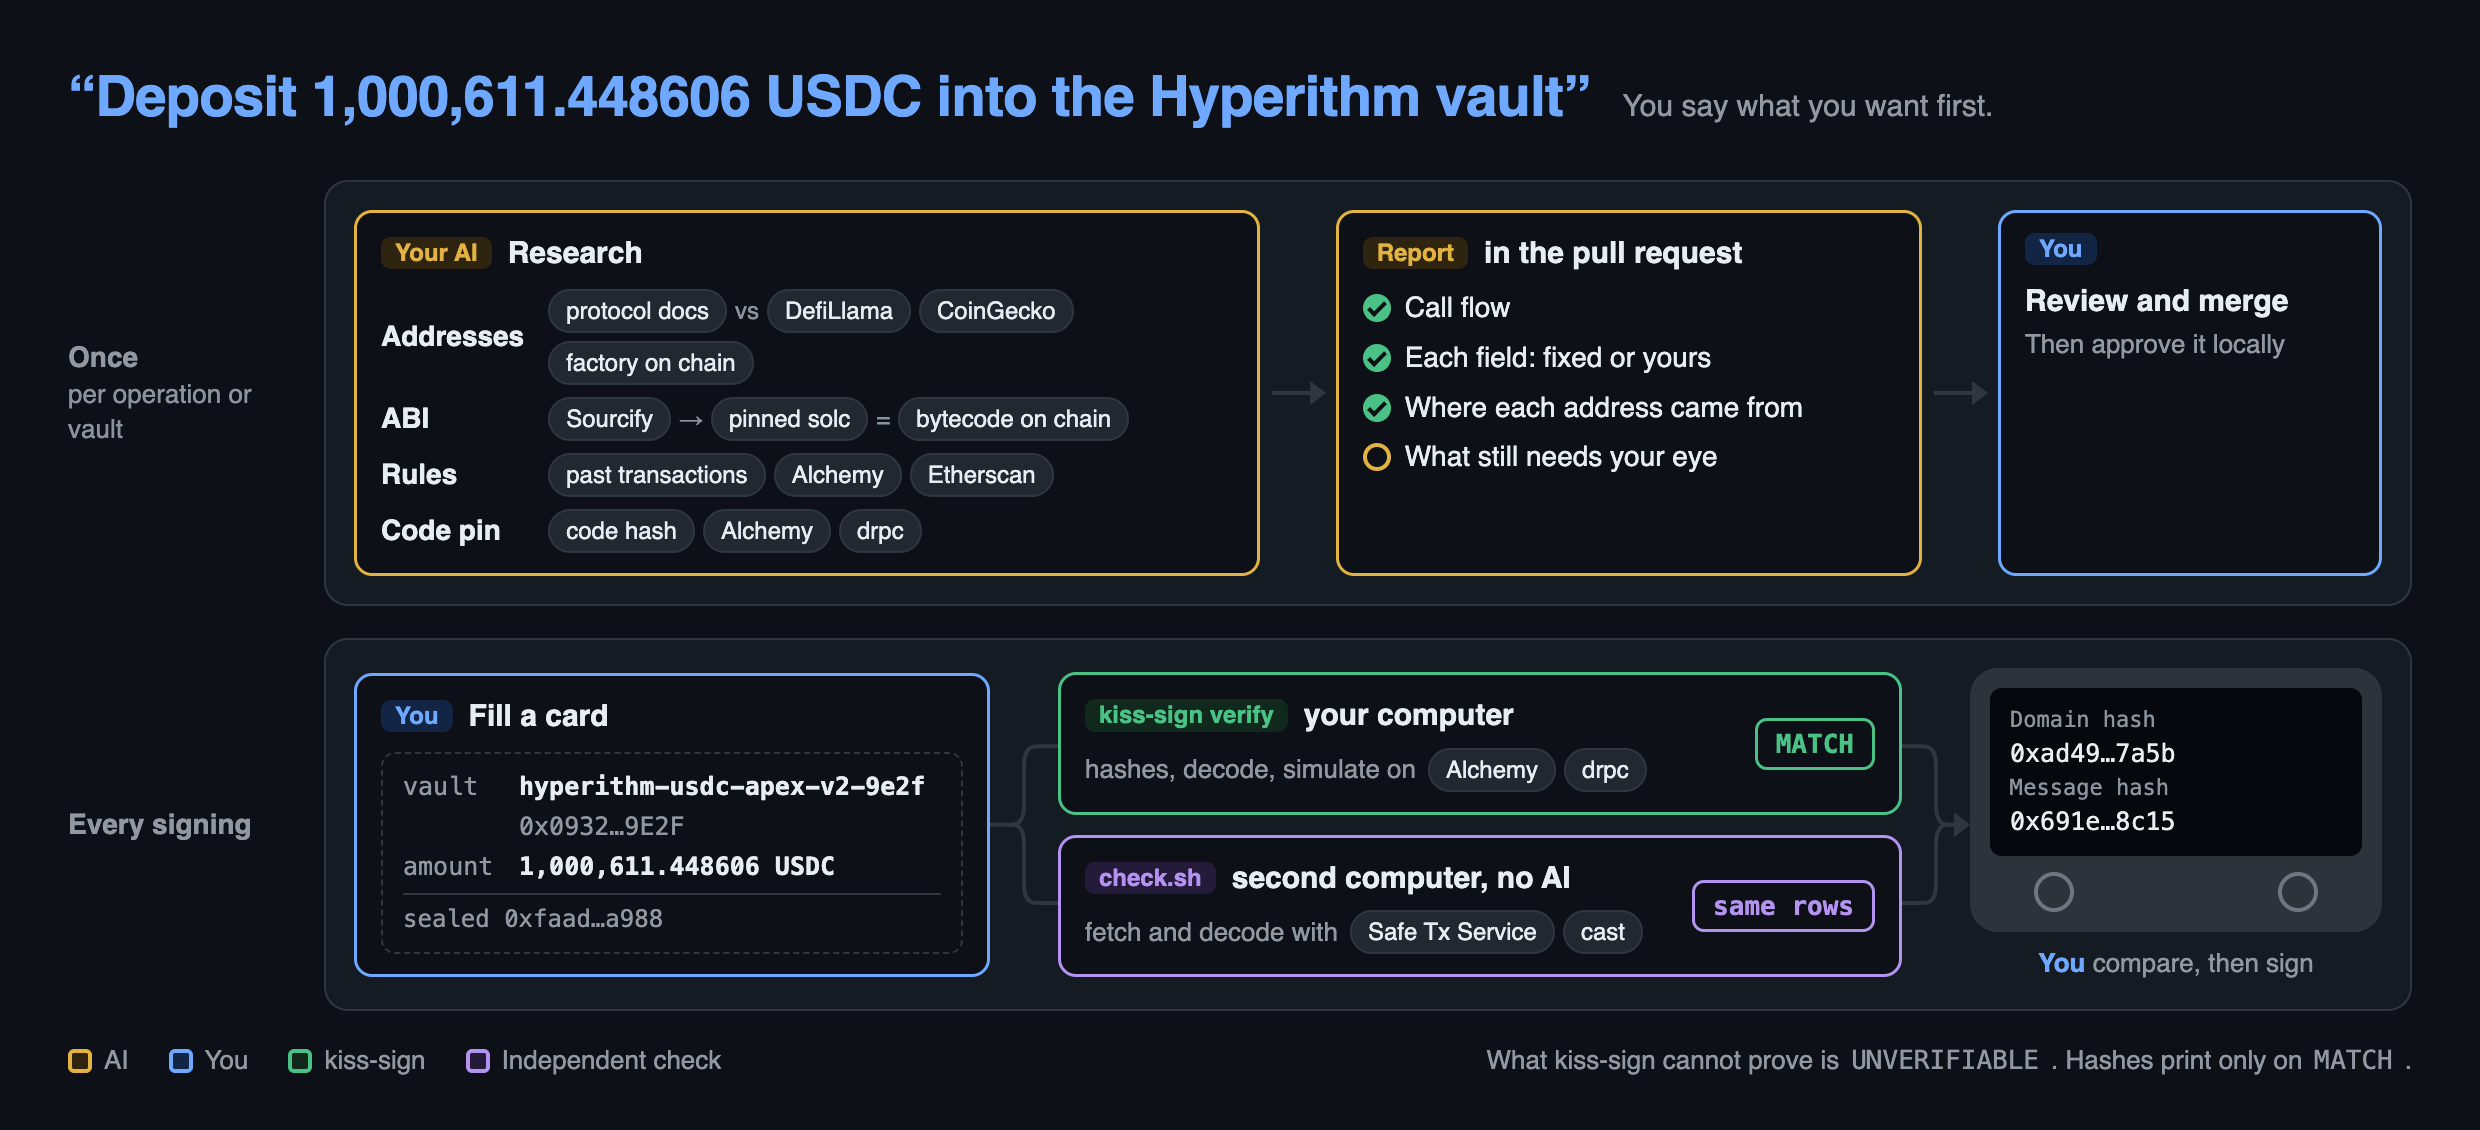 “Deposit 1,000,611.448606 USDC into the Hyperithm vault” You say what you want first.
Once
per operation or
vault
Your AI Research
Addresses protocol docs vs DefiLlama CoinGecko
factory on chain
ABI Sourcify → pinned solc = bytecode on chain
Rules past transactions Alchemy Etherscan
Code pin code hash Alchemy drpc
Report in the pull request
Call flow
Each field: fixed or yours
Where each address came from
What still needs your eye
You
Review and merge
Then approve it locally
Every signing
You Fill a card
vault hyperithm-usdc-apex-v2-9e2f
0x0932…9E2F
amount 1,000,611.448606 USDC
sealed 0xfaad…a988
kiss-sign verify your computer
hashes, decode, simulate on Alchemy drpc
MATCH
check.sh second computer, no AI
fetch and decode with Safe Tx Service cast
same rows
Domain hash
0xad49…7a5b
Message hash
0x691e…8c15
You compare, then sign
AI You kiss-sign Independent check
What kiss-sign cannot prove is UNVERIFIABLE . Hashes print only on MATCH .